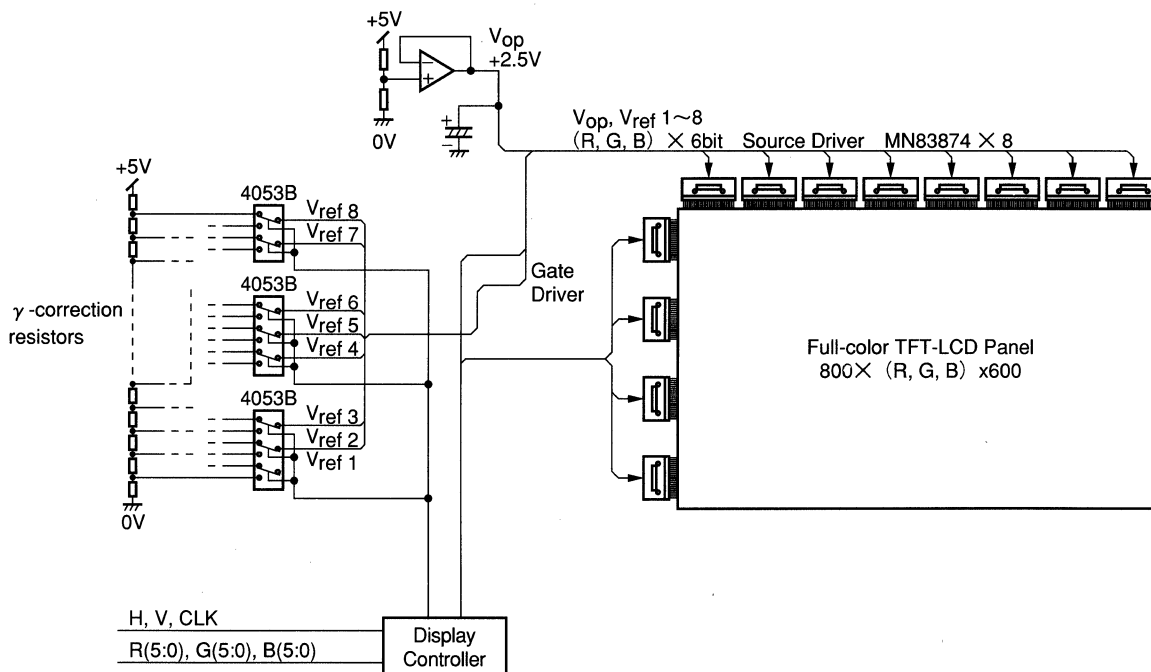 +5V
Vop
+2.5V
−
+
0V
+
−
Vop, Vref 1~8
(R, G, B) × 6bit Source Driver MN83874 × 8
+5V
4053B
Vref 8
Vref 7
4053B
Vref 6
Vref 5
Vref 4
γ-correction
resistors
4053B
Vref 3
Vref 2
Vref 1
0V
Gate
Driver
Full-color TFT-LCD Panel
800× (R, G, B) x600
H, V, CLK
R(5:0), G(5:0), B(5:0)
Display
Controller